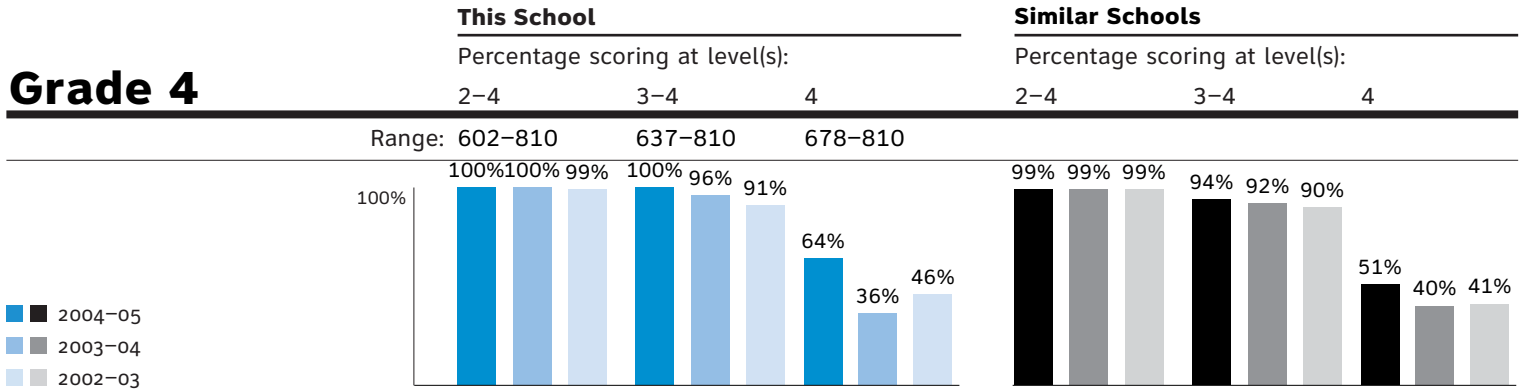 This School Similar Schools
Percentage scoring at level(s): Percentage scoring at level(s):
Grade 4 2–4 3–4 4 2–4 3–4 4
Range: 602–810 637–810 678–810
100% 100% 99% 100% 96% 91% 64% 36% 46% 99% 99% 99% 94% 92% 90% 51% 40% 41%
100%
2004–05
2003–04
2002–03